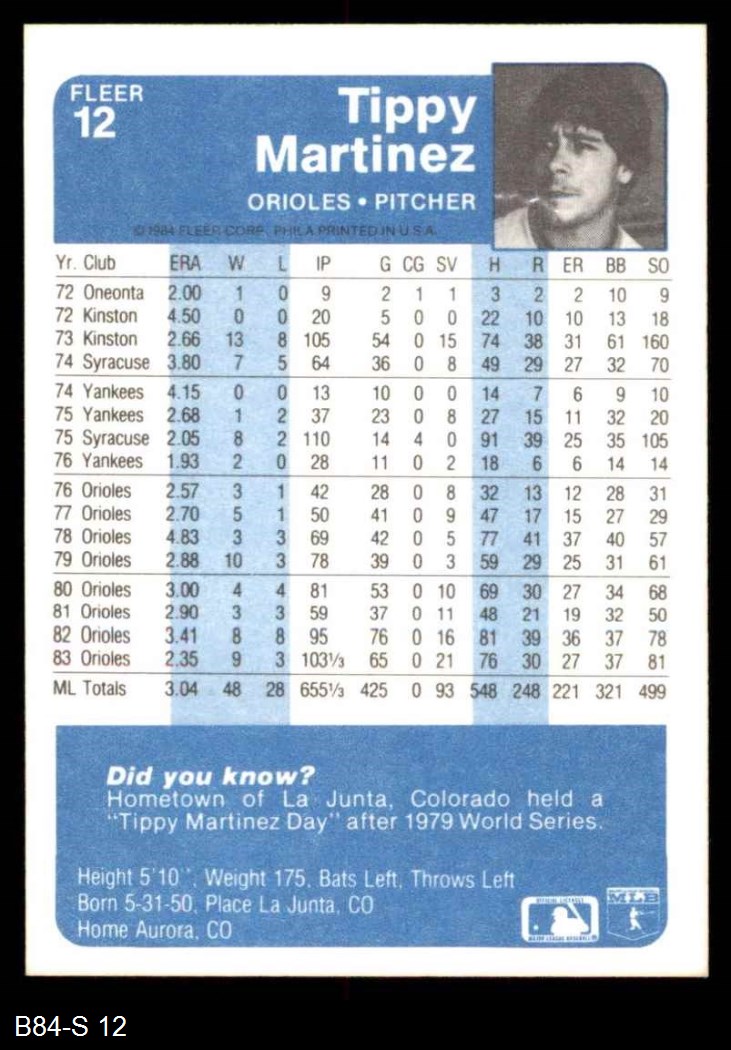 FLEER
12
Tippy
Martinez
ORIOLES • PITCHER
© 1984 FLEER CORP. PHILA PRINTED IN U.S.A.
Yr. Club ERA W L IP G CG SV H R ER BB SO
72 Oneonta 2.00 1 0 9 2 1 1 3 2 2 10 9
72 Kinston 4.50 0 0 20 5 0 0 22 10 10 13 18
73 Kinston 2.66 13 8 105 54 0 15 74 38 31 61 160
74 Syracuse 3.80 7 5 64 36 0 8 49 29 27 32 70
74 Yankees 4.15 0 0 13 10 0 0 14 7 6 9 10
75 Yankees 2.68 1 2 37 23 0 8 27 15 11 32 20
75 Syracuse 2.05 8 2 110 14 4 0 91 39 25 35 105
76 Yankees 1.93 2 0 28 11 0 2 18 6 6 14 14
76 Orioles 2.57 3 1 42 28 0 8 32 13 12 28 31
77 Orioles 2.70 5 1 50 41 0 9 47 17 15 27 29
78 Orioles 4.83 3 3 69 42 0 5 77 41 37 40 57
79 Orioles 2.88 10 3 78 39 0 3 59 29 25 31 61
80 Orioles 3.00 4 4 81 53 0 10 69 30 27 34 68
81 Orioles 2.90 3 3 59 37 0 11 48 21 19 32 50
82 Orioles 3.41 8 8 95 76 0 16 81 39 36 37 78
83 Orioles 2.35 9 3 103⅓ 65 0 21 76 30 27 37 81
ML Totals 3.04 48 28 655⅓ 425 0 93 548 248 221 321 499
Did you know?
Hometown of La Junta, Colorado held a
"Tippy Martinez Day" after 1979 World Series.
Height 5'10", Weight 175, Bats Left, Throws Left
Born 5-31-50, Place La Junta, CO
Home Aurora, CO
MLB
B84-S 12